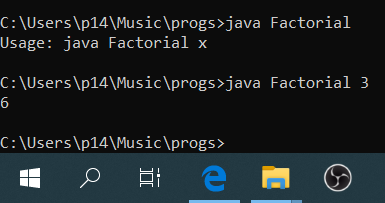 C:\Users\p14\Music\progs>java Factorial
Usage: java Factorial x
C:\Users\p14\Music\progs>java Factorial 3
6
C:\Users\p14\Music\progs>